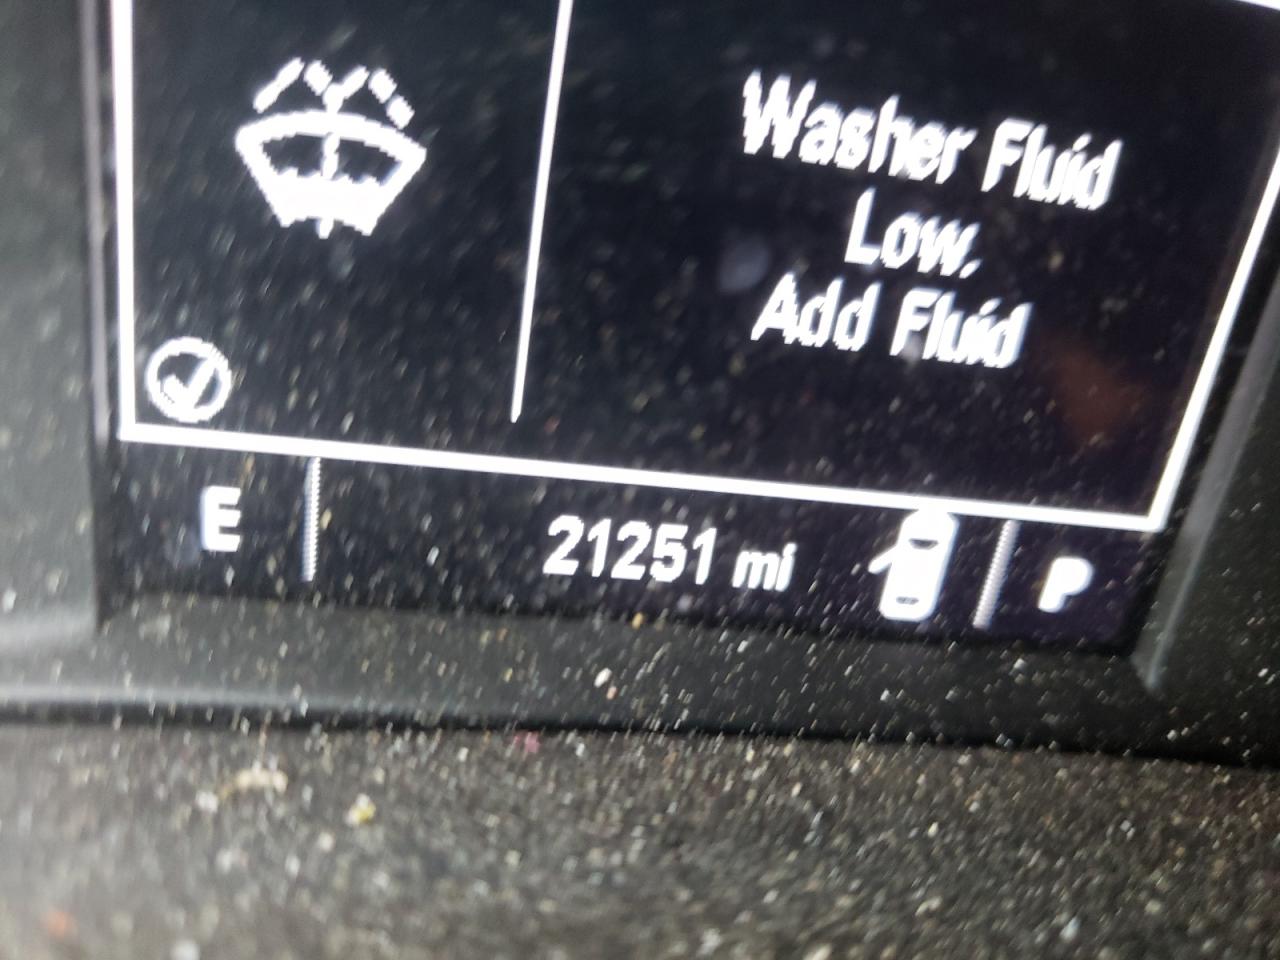 Washer Fluid
Low.
Add Fluid
E
21251 mi
P